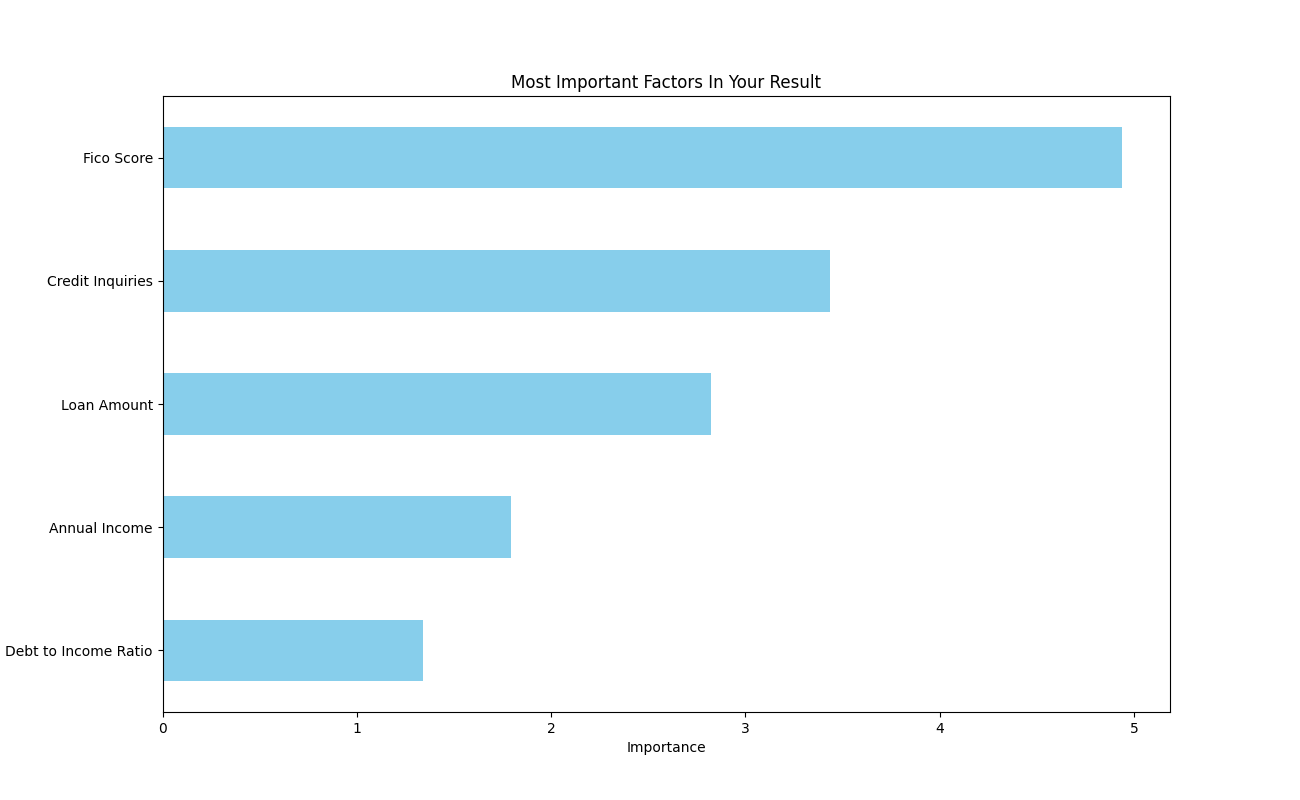 Most Important Factors In Your Result
Fico Score
Credit Inquiries
Loan Amount
Annual Income
Debt to Income Ratio
0 1 2 3 4 5
Importance